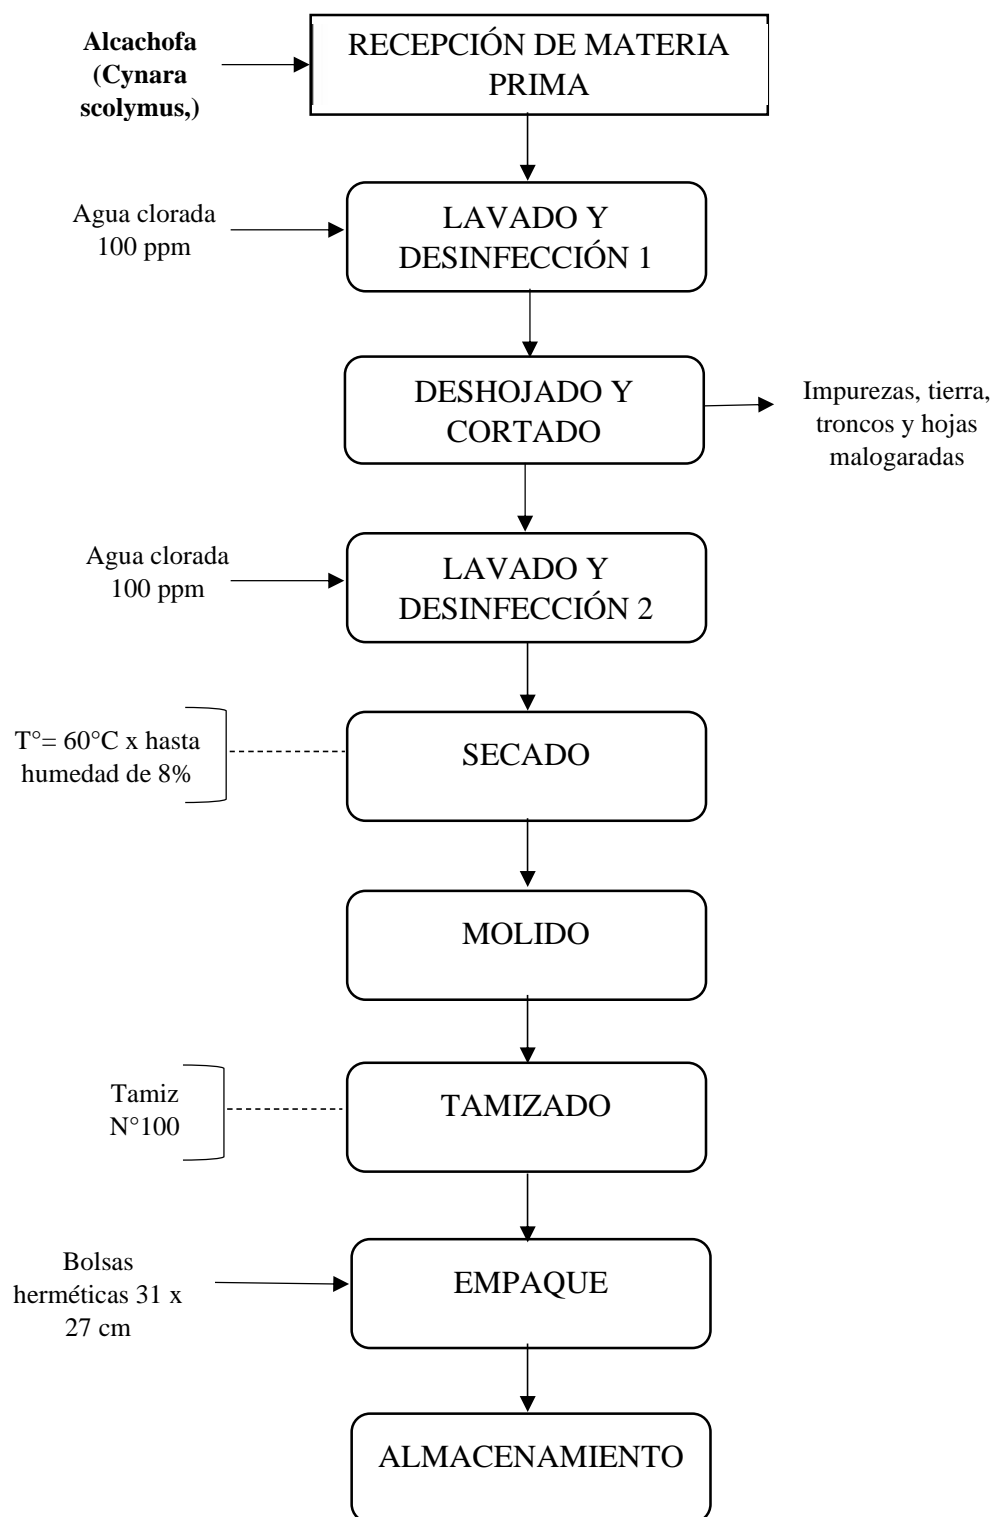 Alcachofa
(Cynara
scolymus,)
RECEPCIÓN DE MATERIA
PRIMA
Agua clorada
100 ppm
LAVADO Y
DESINFECCIÓN 1
DESHOJADO Y
CORTADO
Impurezas, tierra,
troncos y hojas
malogaradas
Agua clorada
100 ppm
LAVADO Y
DESINFECCIÓN 2
T°= 60°C x hasta
humedad de 8%
SECADO
MOLIDO
Tamiz
N°100
TAMIZADO
Bolsas
herméticas 31 x
27 cm
EMPAQUE
ALMACENAMIENTO